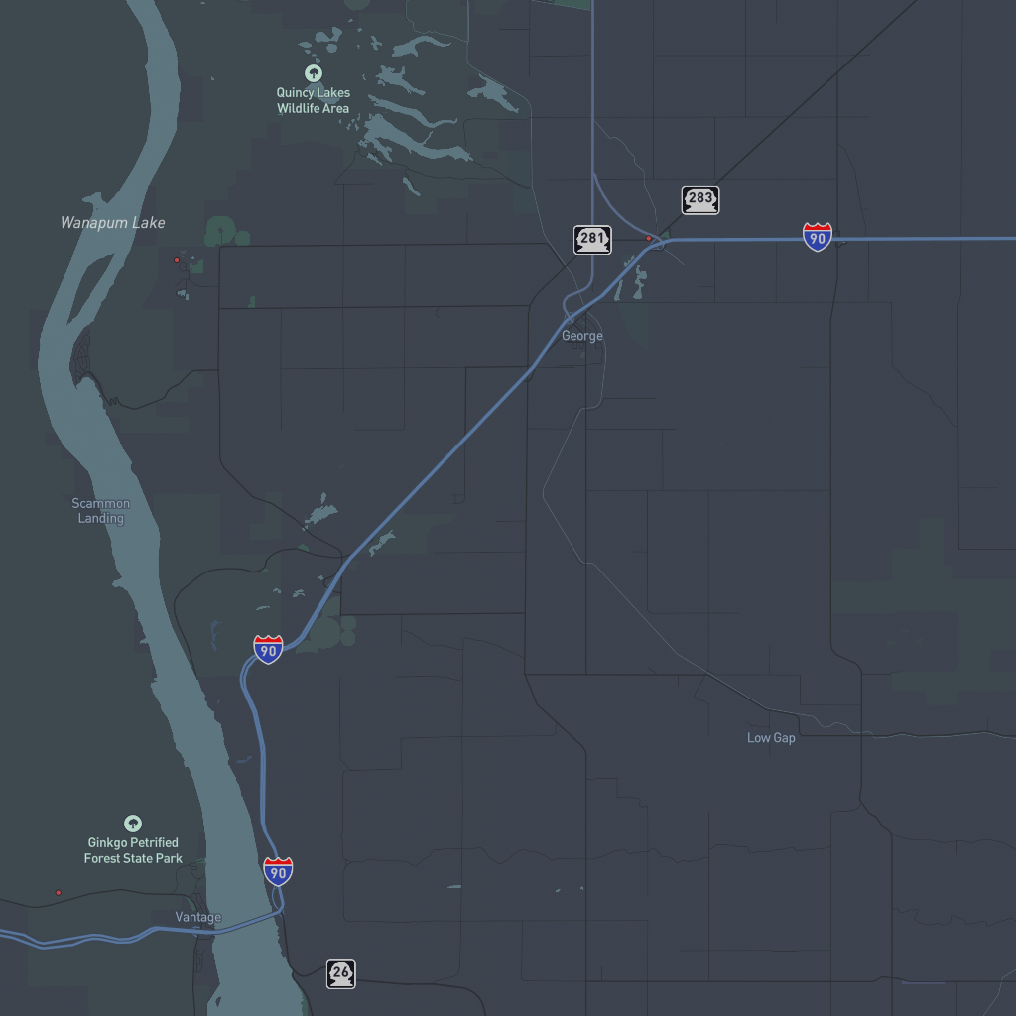 Quincy Lakes
Wildlife Area
283
Wanapum Lake
281
90
George
Scammon
Landing
90
Low Gap
Ginkgo Petrified
Forest State Park
90
Vantage
26